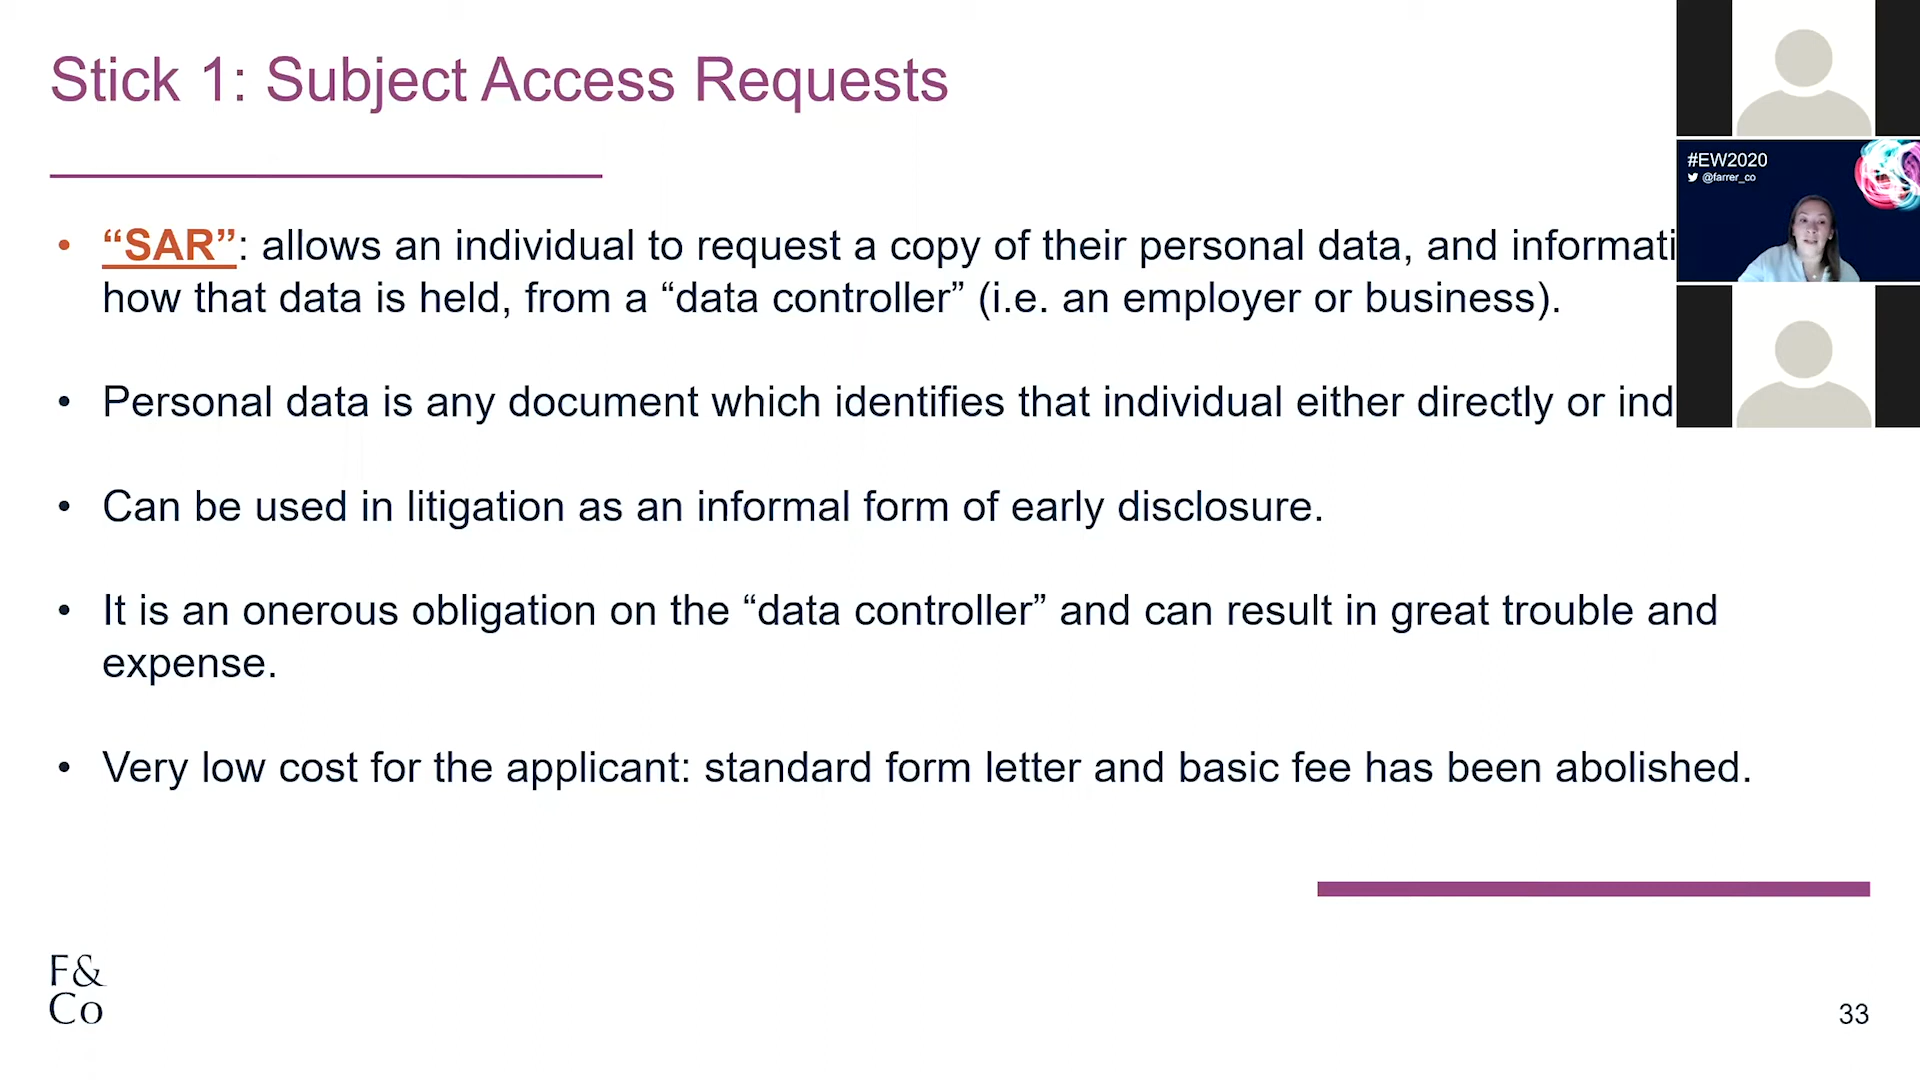 Stick 1: Subject Access Requests
#EW2020
@farrer_co
• “SAR”: allows an individual to request a copy of their personal data, and
how that data is held, from a “data controller” (i.e. an employer or business).
• Personal data is any document which identifies that individual either directly or
• Can be used in litigation as an informal form of early disclosure.
• It is an onerous obligation on the “data controller” and can result in great trouble and
expense.
• Very low cost for the applicant: standard form letter and basic fee has been abolished.
F&
Co
33